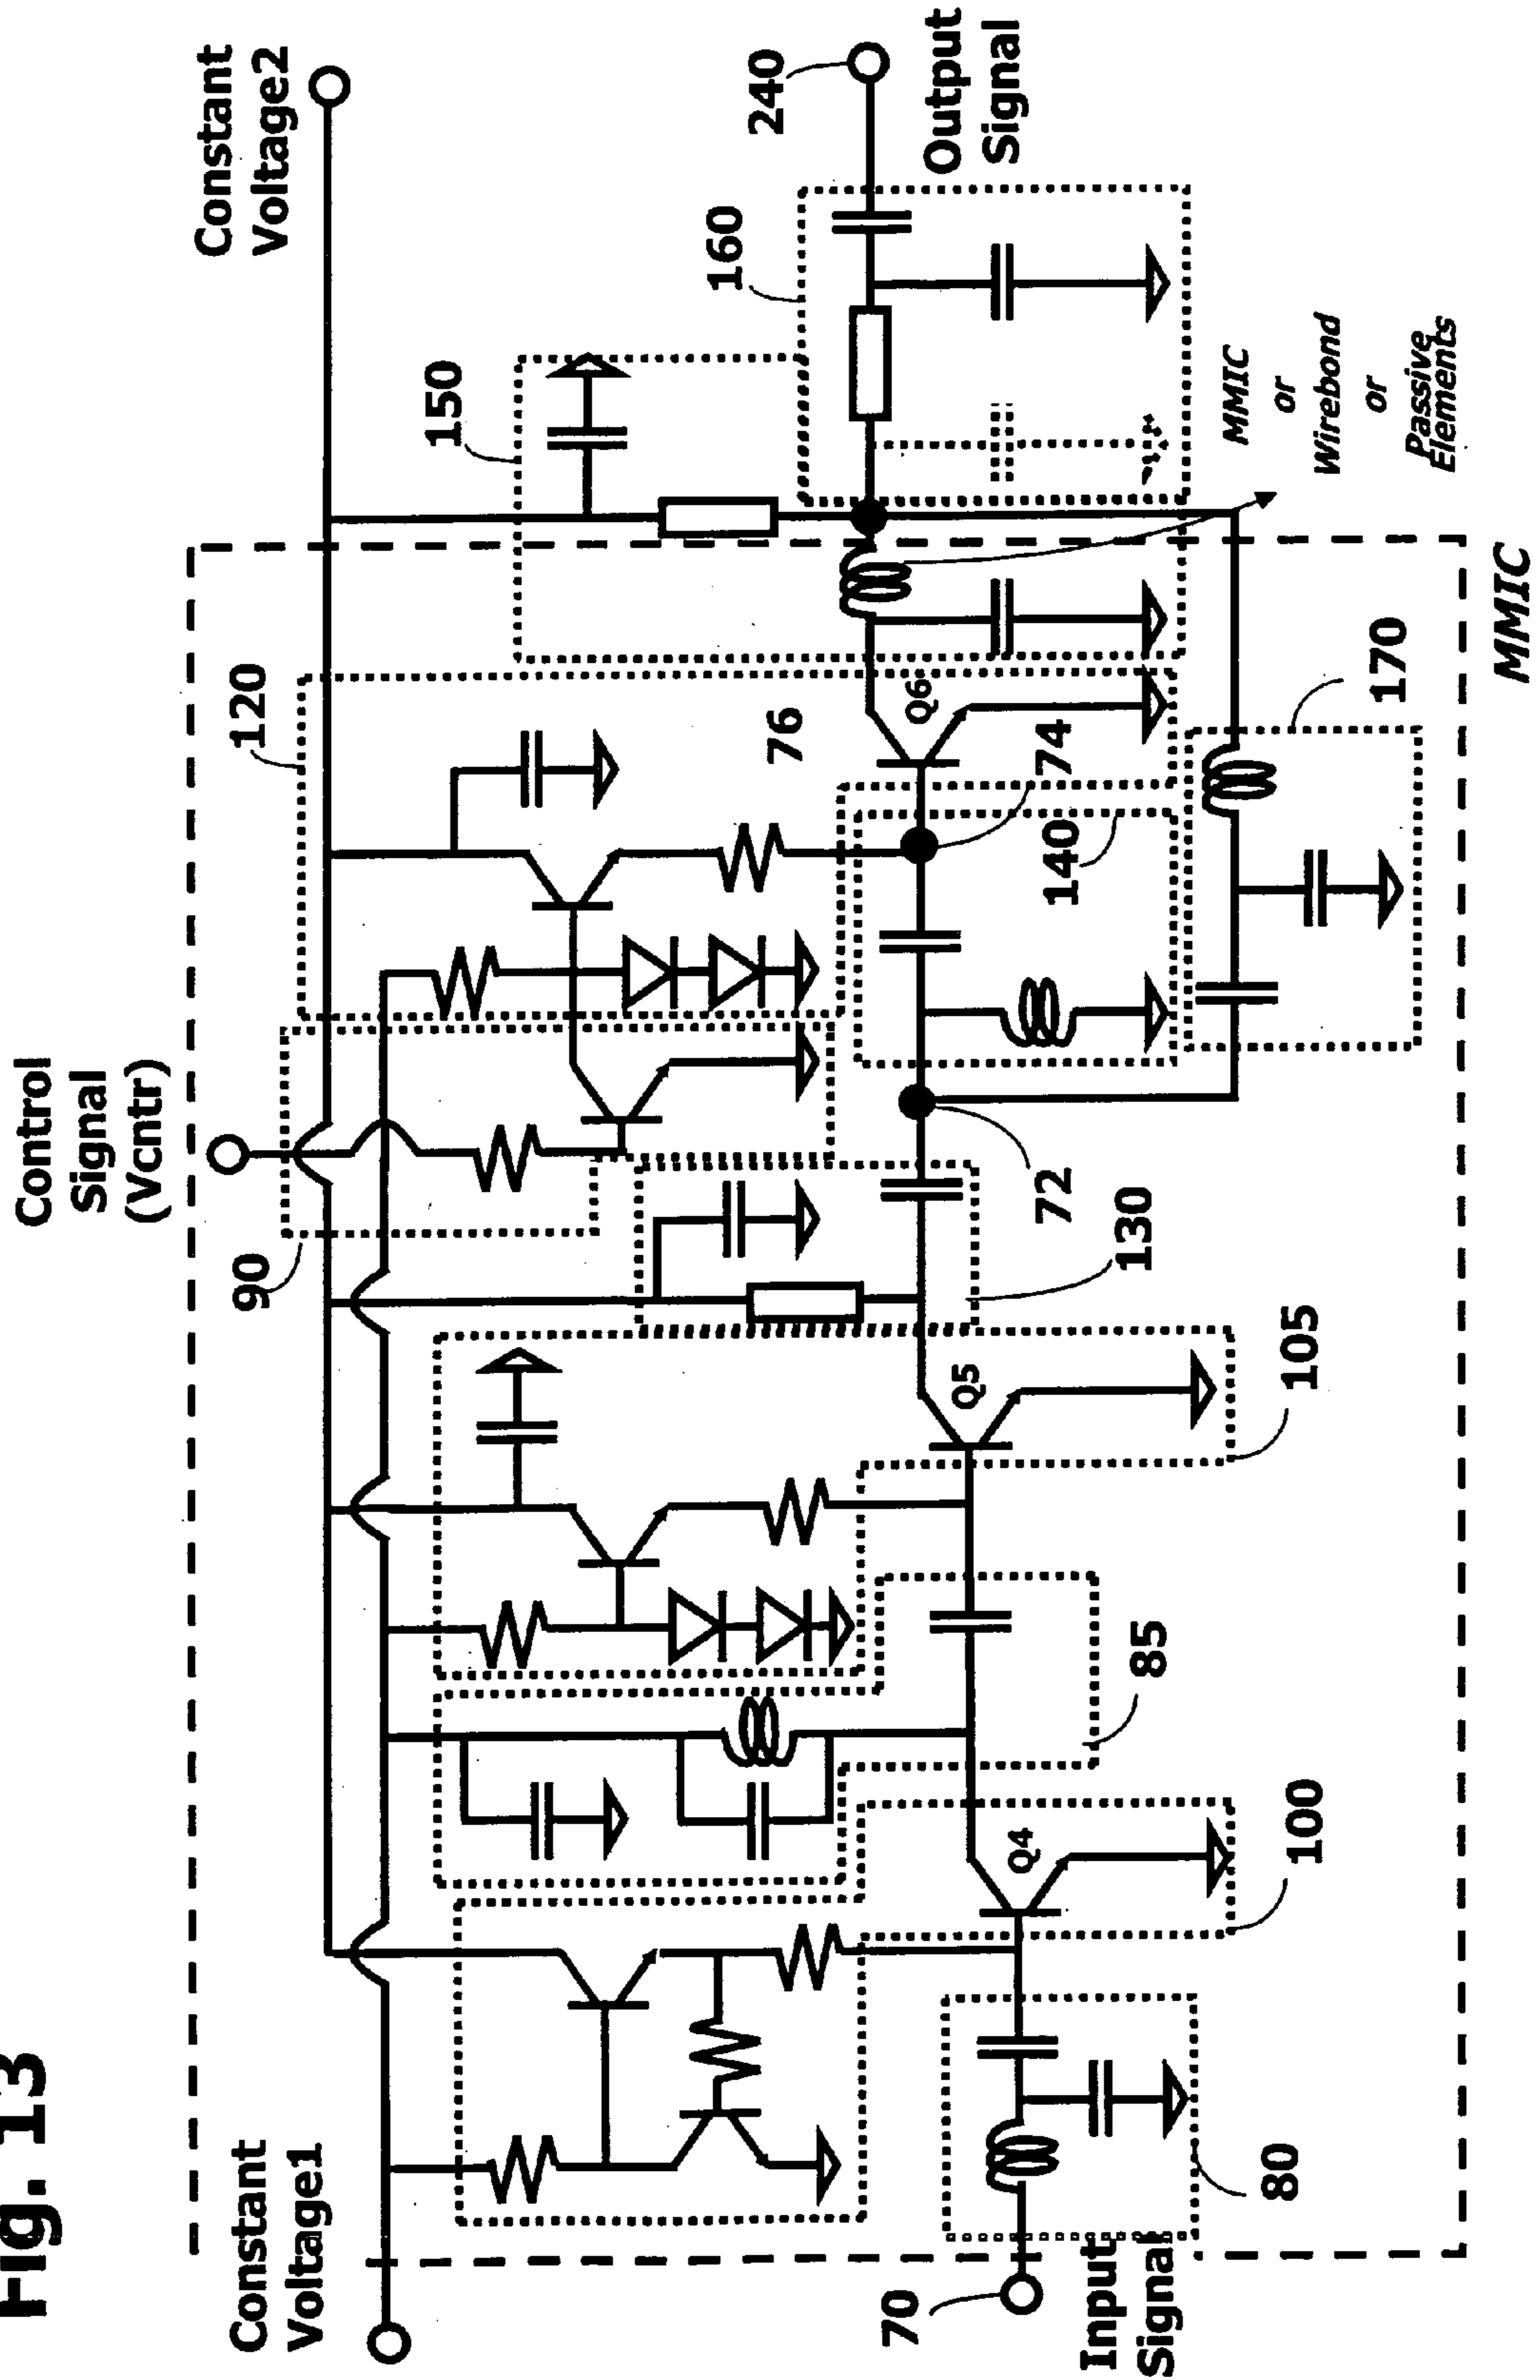 Fig. 13
Constant
Voltage1
Control
Signal
(Vcntr)
Constant
Voltage2
90
120
150
160
240
Output
Signal
76
Q6
74
140
72
130
Q5
105
85
Q4
100
80
70
Input
Signal
170
MMIC
or
Wirebond
or
Passive
Elements
MMIC